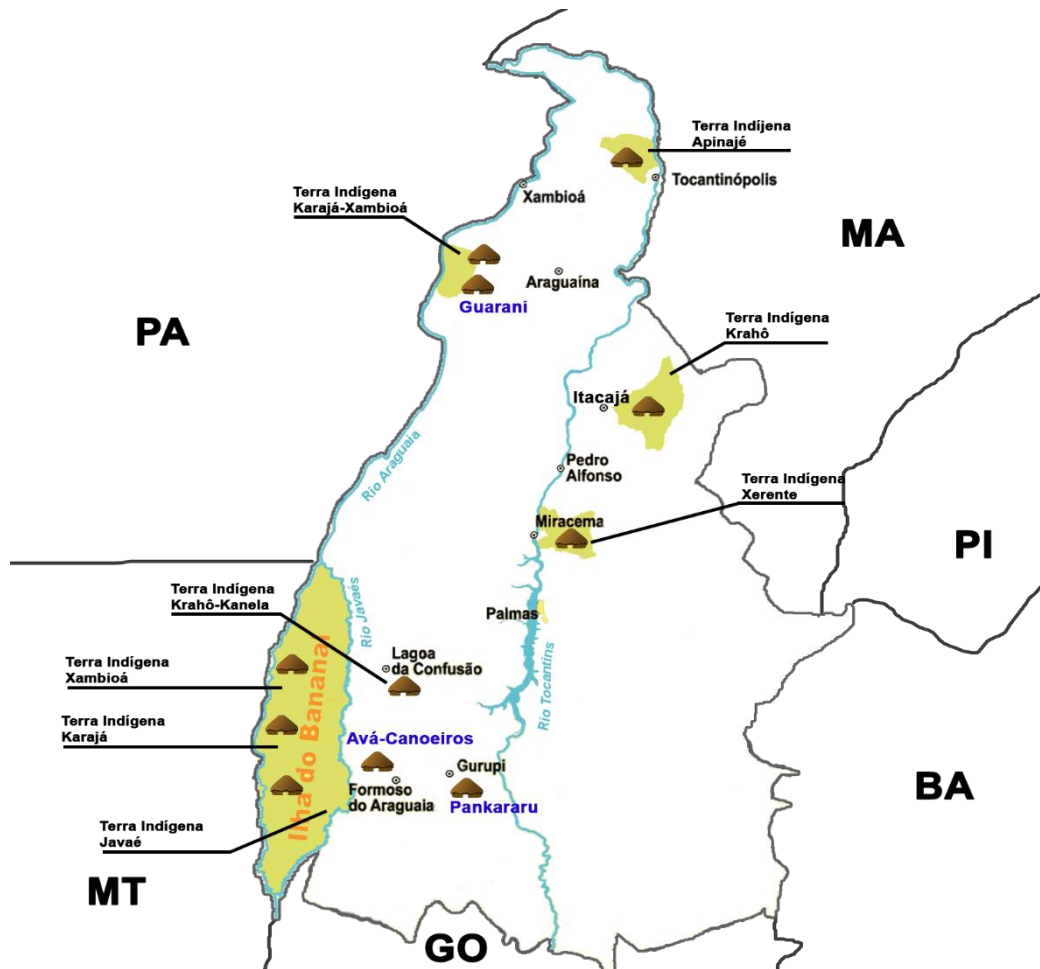 Terra Indíjena
Apinajé
Tocantinópolis
Xambioá
Terra Indígena
Karajá-Xambioá
MA
Araguaína
Guarani
PA
Terra Indígena
Krahô
Itacajá
Rio Araguaia
Pedro
Alfonso
Terra Indígena
Xerente
Miracema
PI
Terra Indígena
Krahô-Kanela
Rio Javaés
Palmas
Lagoa
da Confusão
Terra Indígena
Xambioá
Ilha do Bananal
Rio Tocantins
Terra Indígena
Karajá
Avá-Canoeiros
Gurupi
Formoso
do Araguaia
Pankararu
BA
Terra Indígena
Javaé
MT
GO